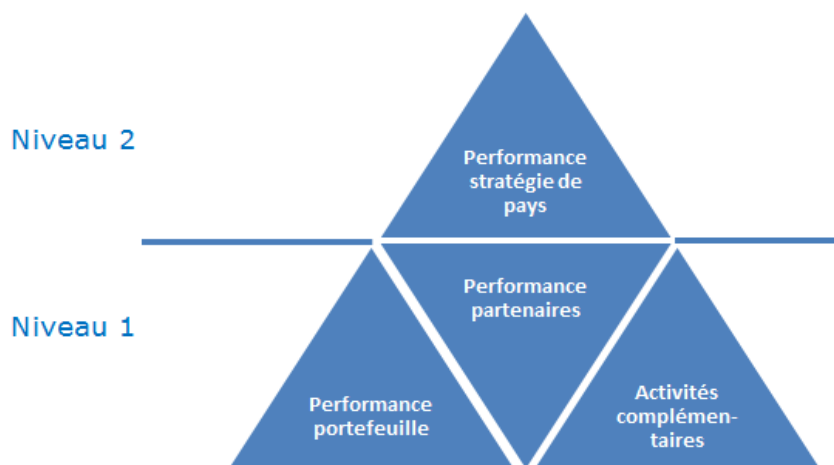 Niveau 2
Performance
stratégie de
pays
Niveau 1
Performance
partenaires
Performance
portefeuille
Activités
complémen-
taires